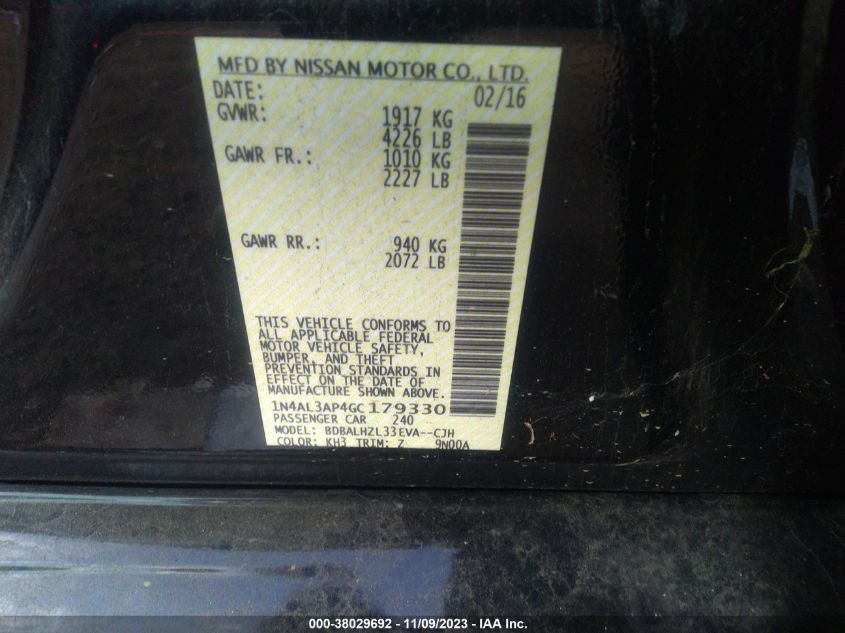 MFD BY NISSAN MOTOR CO., LTD.
DATE: 02/16
GVWR: 1917 KG
4226 LB
GAWR FR.: 1010 KG
2227 LB
GAWR RR.: 940 KG
2072 LB
THIS VEHICLE CONFORMS TO
ALL APPLICABLE FEDERAL
MOTOR VEHICLE SAFETY,
BUMPER, AND THEFT
PREVENTION STANDARDS IN
EFFECT ON THE DATE OF
MANUFACTURE SHOWN ABOVE.
1N4AL3AP4GC179330
PASSENGER CAR 240
MODEL: BDBALHZL33EVA--CJH
COLOR: KH3 TRIM: Z 9N00A
000-38029692 - 11/09/2023 - IAA Inc.